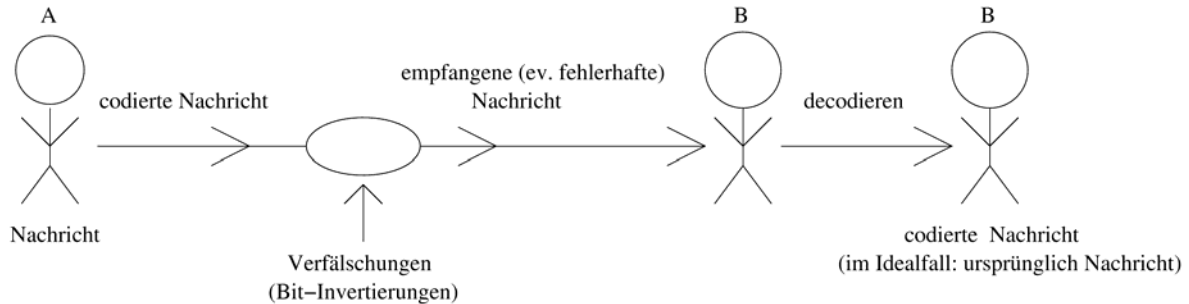 A
B
B
codierte Nachricht
empfangene (ev. fehlerhafte)
Nachricht
decodieren
Nachricht
Verfälschungen
(Bit−Invertierungen)
codierte Nachricht
(im Idealfall: ursprünglich Nachricht)